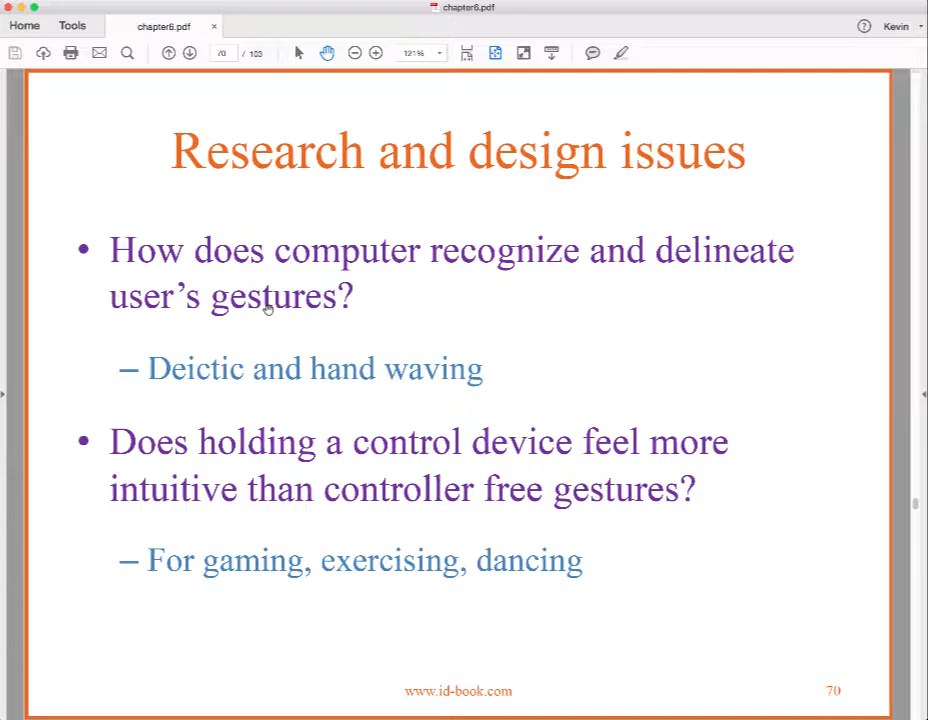 chapter6.pdf
Home Tools chapter6.pdf × ? Kevin
70 / 103 121%
Research and design issues
• How does computer recognize and delineate
user’s gestures?
– Deictic and hand waving
• Does holding a control device feel more
intuitive than controller free gestures?
– For gaming, exercising, dancing
www.id-book.com 70